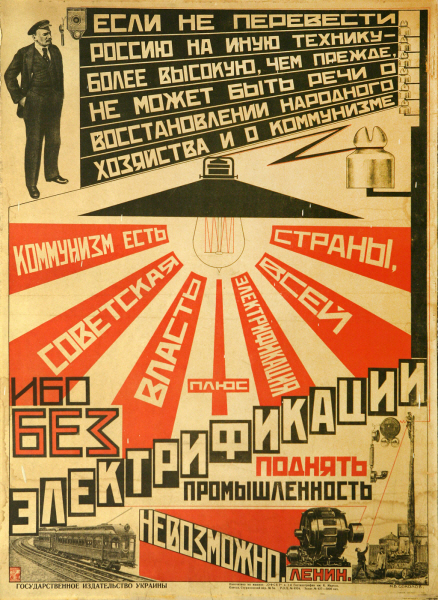 ЕСЛИ НЕ ПЕРЕВЕСТИ
РОССИЮ НА ИНУЮ ТЕХНИКУ-
БОЛЕЕ ВЫСОКУЮ, ЧЕМ ПРЕЖДЕ,
НЕ МОЖЕТ БЫТЬ РЕЧИ О
ВОССТАНОВЛЕНИИ НАРОДНОГО
ХОЗЯЙСТВА И О КОММУНИЗМЕ
КОММУНИЗМ ЕСТЬ
СОВЕТСКАЯ
ВЛАСТЬ
ПЛЮС
ЭЛЕКТРИФИКАЦИЯ
ВСЕЙ
СТРАНЫ,
ИБО
БЕЗ
ЭЛЕКТРИФИКАЦИИ
ПОДНЯТЬ
ПРОМЫШЛЕННОСТЬ
НЕВОЗМОЖНО.
ЛЕНИН.
ГОСУДАРСТВЕННОЕ ИЗДАТЕЛЬСТВО УКРАИНЫ